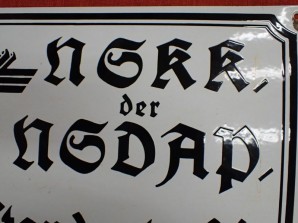 NSKK,
der
NSDAP,